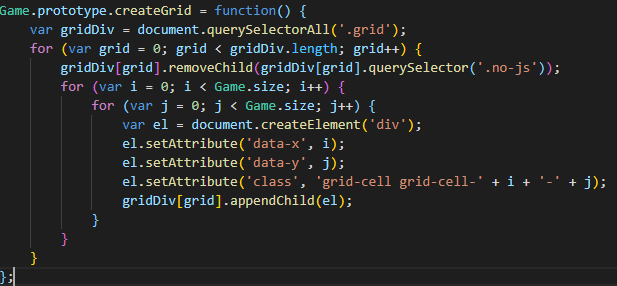 Game.prototype.createGrid = function() {
    var gridDiv = document.querySelectorAll('.grid');
    for (var grid = 0; grid < gridDiv.length; grid++) {
        gridDiv[grid].removeChild(gridDiv[grid].querySelector('.no-js'));
        for (var i = 0; i < Game.size; i++) {
            for (var j = 0; j < Game.size; j++) {
                var el = document.createElement('div');
                el.setAttribute('data-x', i);
                el.setAttribute('data-y', j);
                el.setAttribute('class', 'grid-cell grid-cell-' + i + '-' + j);
                gridDiv[grid].appendChild(el);
            }
        }
    }
};